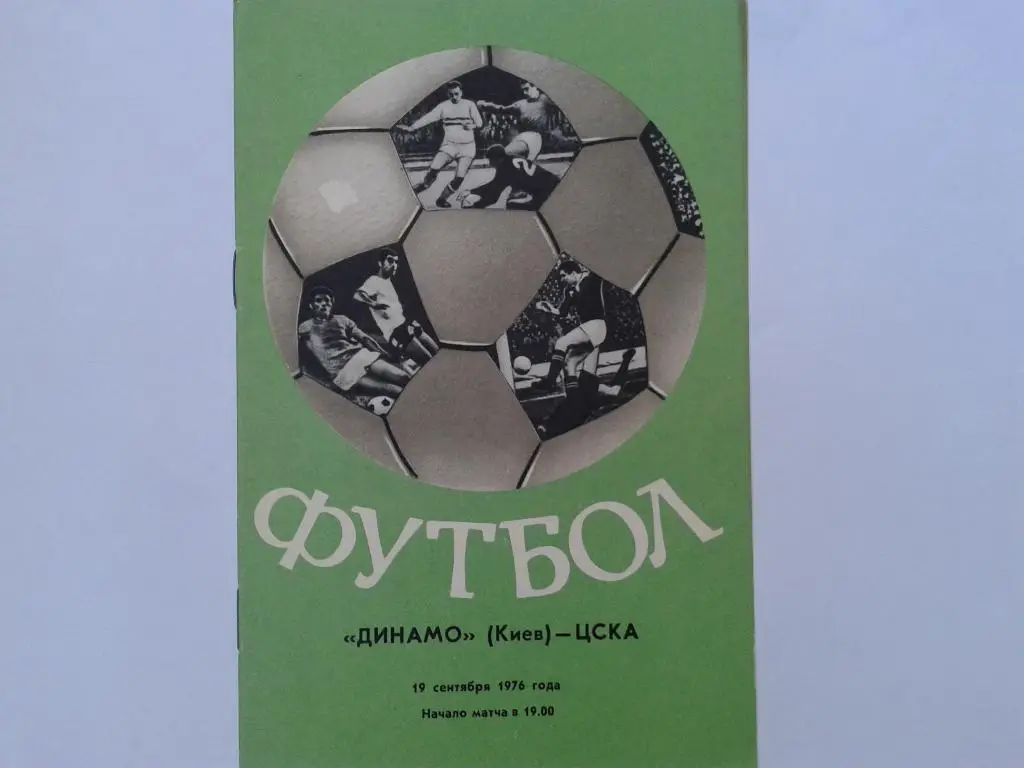 ФУТБОЛ
«ДИНАМО» (Киев) — ЦСКА
19 сентября 1976 года
Начало матча в 19.00